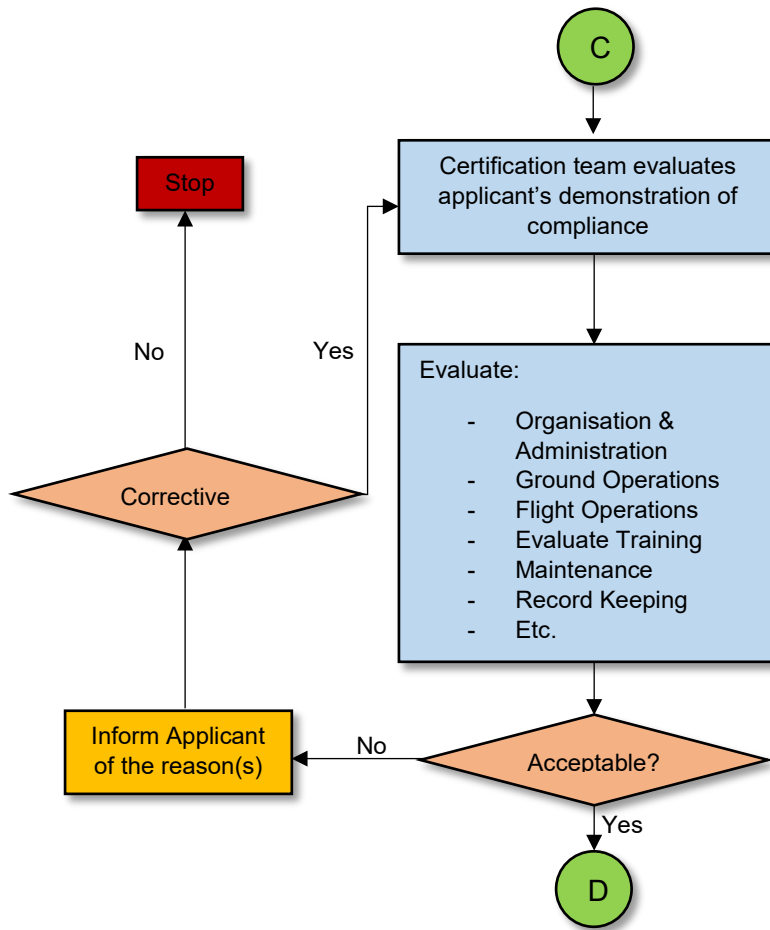 C
Certification team evaluates
applicant’s demonstration of
compliance
Stop
No
Yes
Evaluate:
- Organisation &
Administration
- Ground Operations
- Flight Operations
- Evaluate Training
- Maintenance
- Record Keeping
- Etc.
Corrective
Inform Applicant
of the reason(s)
No
Acceptable?
Yes
D